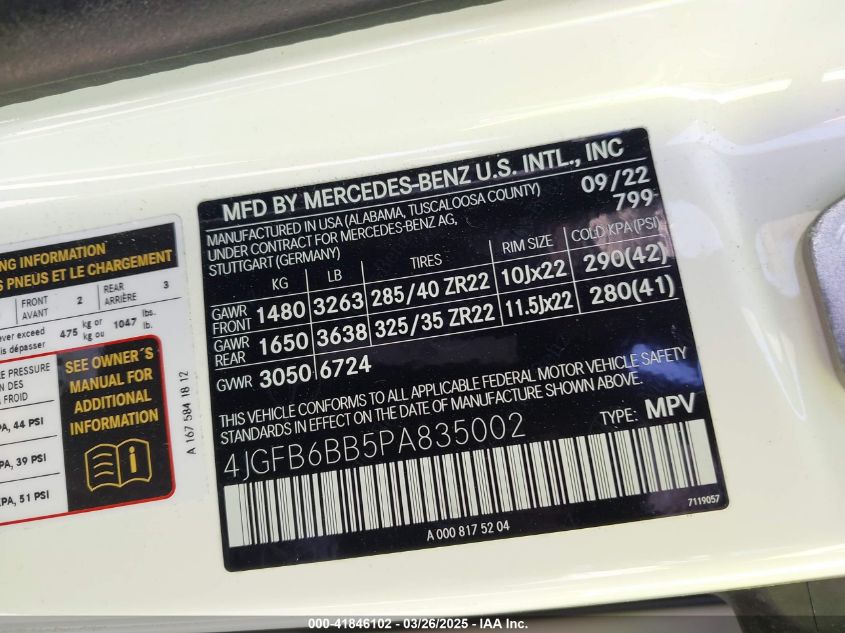 MFD BY MERCEDES-BENZ U.S. INTL., INC
MANUFACTURED IN USA (ALABAMA, TUSCALOOSA COUNTY) 09/22
UNDER CONTRACT FOR MERCEDES-BENZ AG, 799
STUTTGART (GERMANY)
KG LB TIRES RIM SIZE COLD KPA (PSI)
GAWR FRONT 1480 3263 285/40 ZR22 10Jx22 290(42)
GAWR REAR 1650 3638 325/35 ZR22 11.5Jx22 280(41)
GVWR 3050 6724
THIS VEHICLE CONFORMS TO ALL APPLICABLE FEDERAL MOTOR VEHICLE SAFETY
STANDARDS IN EFFECT ON THE DATE OF MANUFACTURE SHOWN ABOVE.
4JGFB6BB5PA835002 TYPE: MPV
7119057
A 000 817 52 04
ING INFORMATION
PNEUS ET LE CHARGEMENT
FRONT 2 REAR 3
AVANT ARRIÈRE
ever exceed 475 kg or 1047 lbs.
is dépasser kg ou lb.
PRESSURE
ON DES
FROID
PA, 44 PSI
PA, 39 PSI
PA, 51 PSI
SEE OWNER´S
MANUAL FOR
ADDITIONAL
INFORMATION
A 167 584 18 12
000-41846102 - 03/26/2025 - IAA Inc.